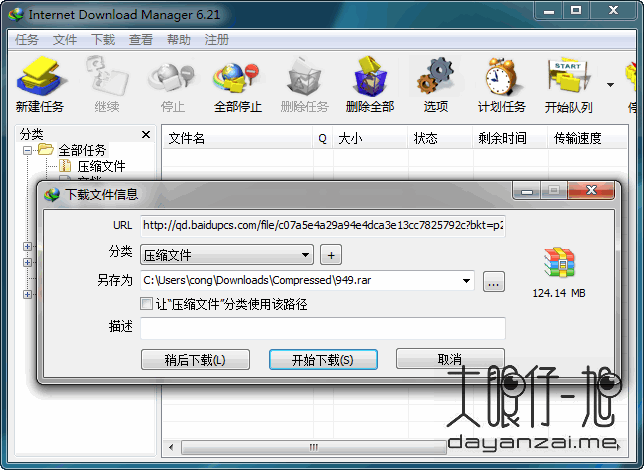 Internet Download Manager 6.21
任务 文件 下载 查看 帮助 注册
新建任务 继续 停止 全部停止 删除任务 删除全部 选项 计划任务 开始队列
分类
文件名 Q 大小 状态 剩余时间 传输速度
全部任务
压缩文件
下载文件信息
URL http://qd.baidupcs.com/file/c07a5e4a29a94e4dca3e13cc7825792c?bkt=p2
分类 压缩文件 +
另存为 C:\Users\cong\Downloads\Compressed\949.rar ...
124.14 MB
让“压缩文件”分类使用该路径
描述
稍后下载(L) 开始下载(S) 取消
大眼仔~旭
dayanzai.me